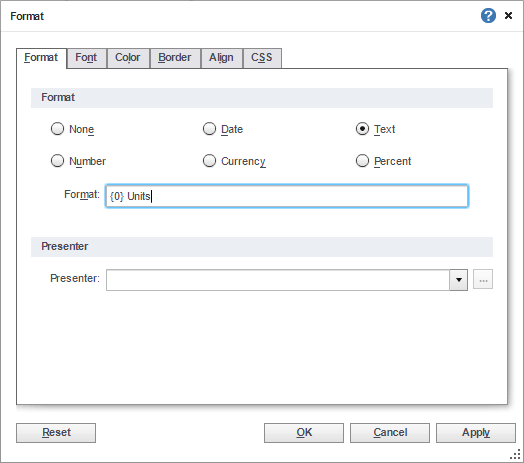 Format
?
Format Font Color Border Align CSS
Format
None Date Text
Number Currency Percent
Format: {0} Units
Presenter
Presenter: ...
Reset OK Cancel Apply